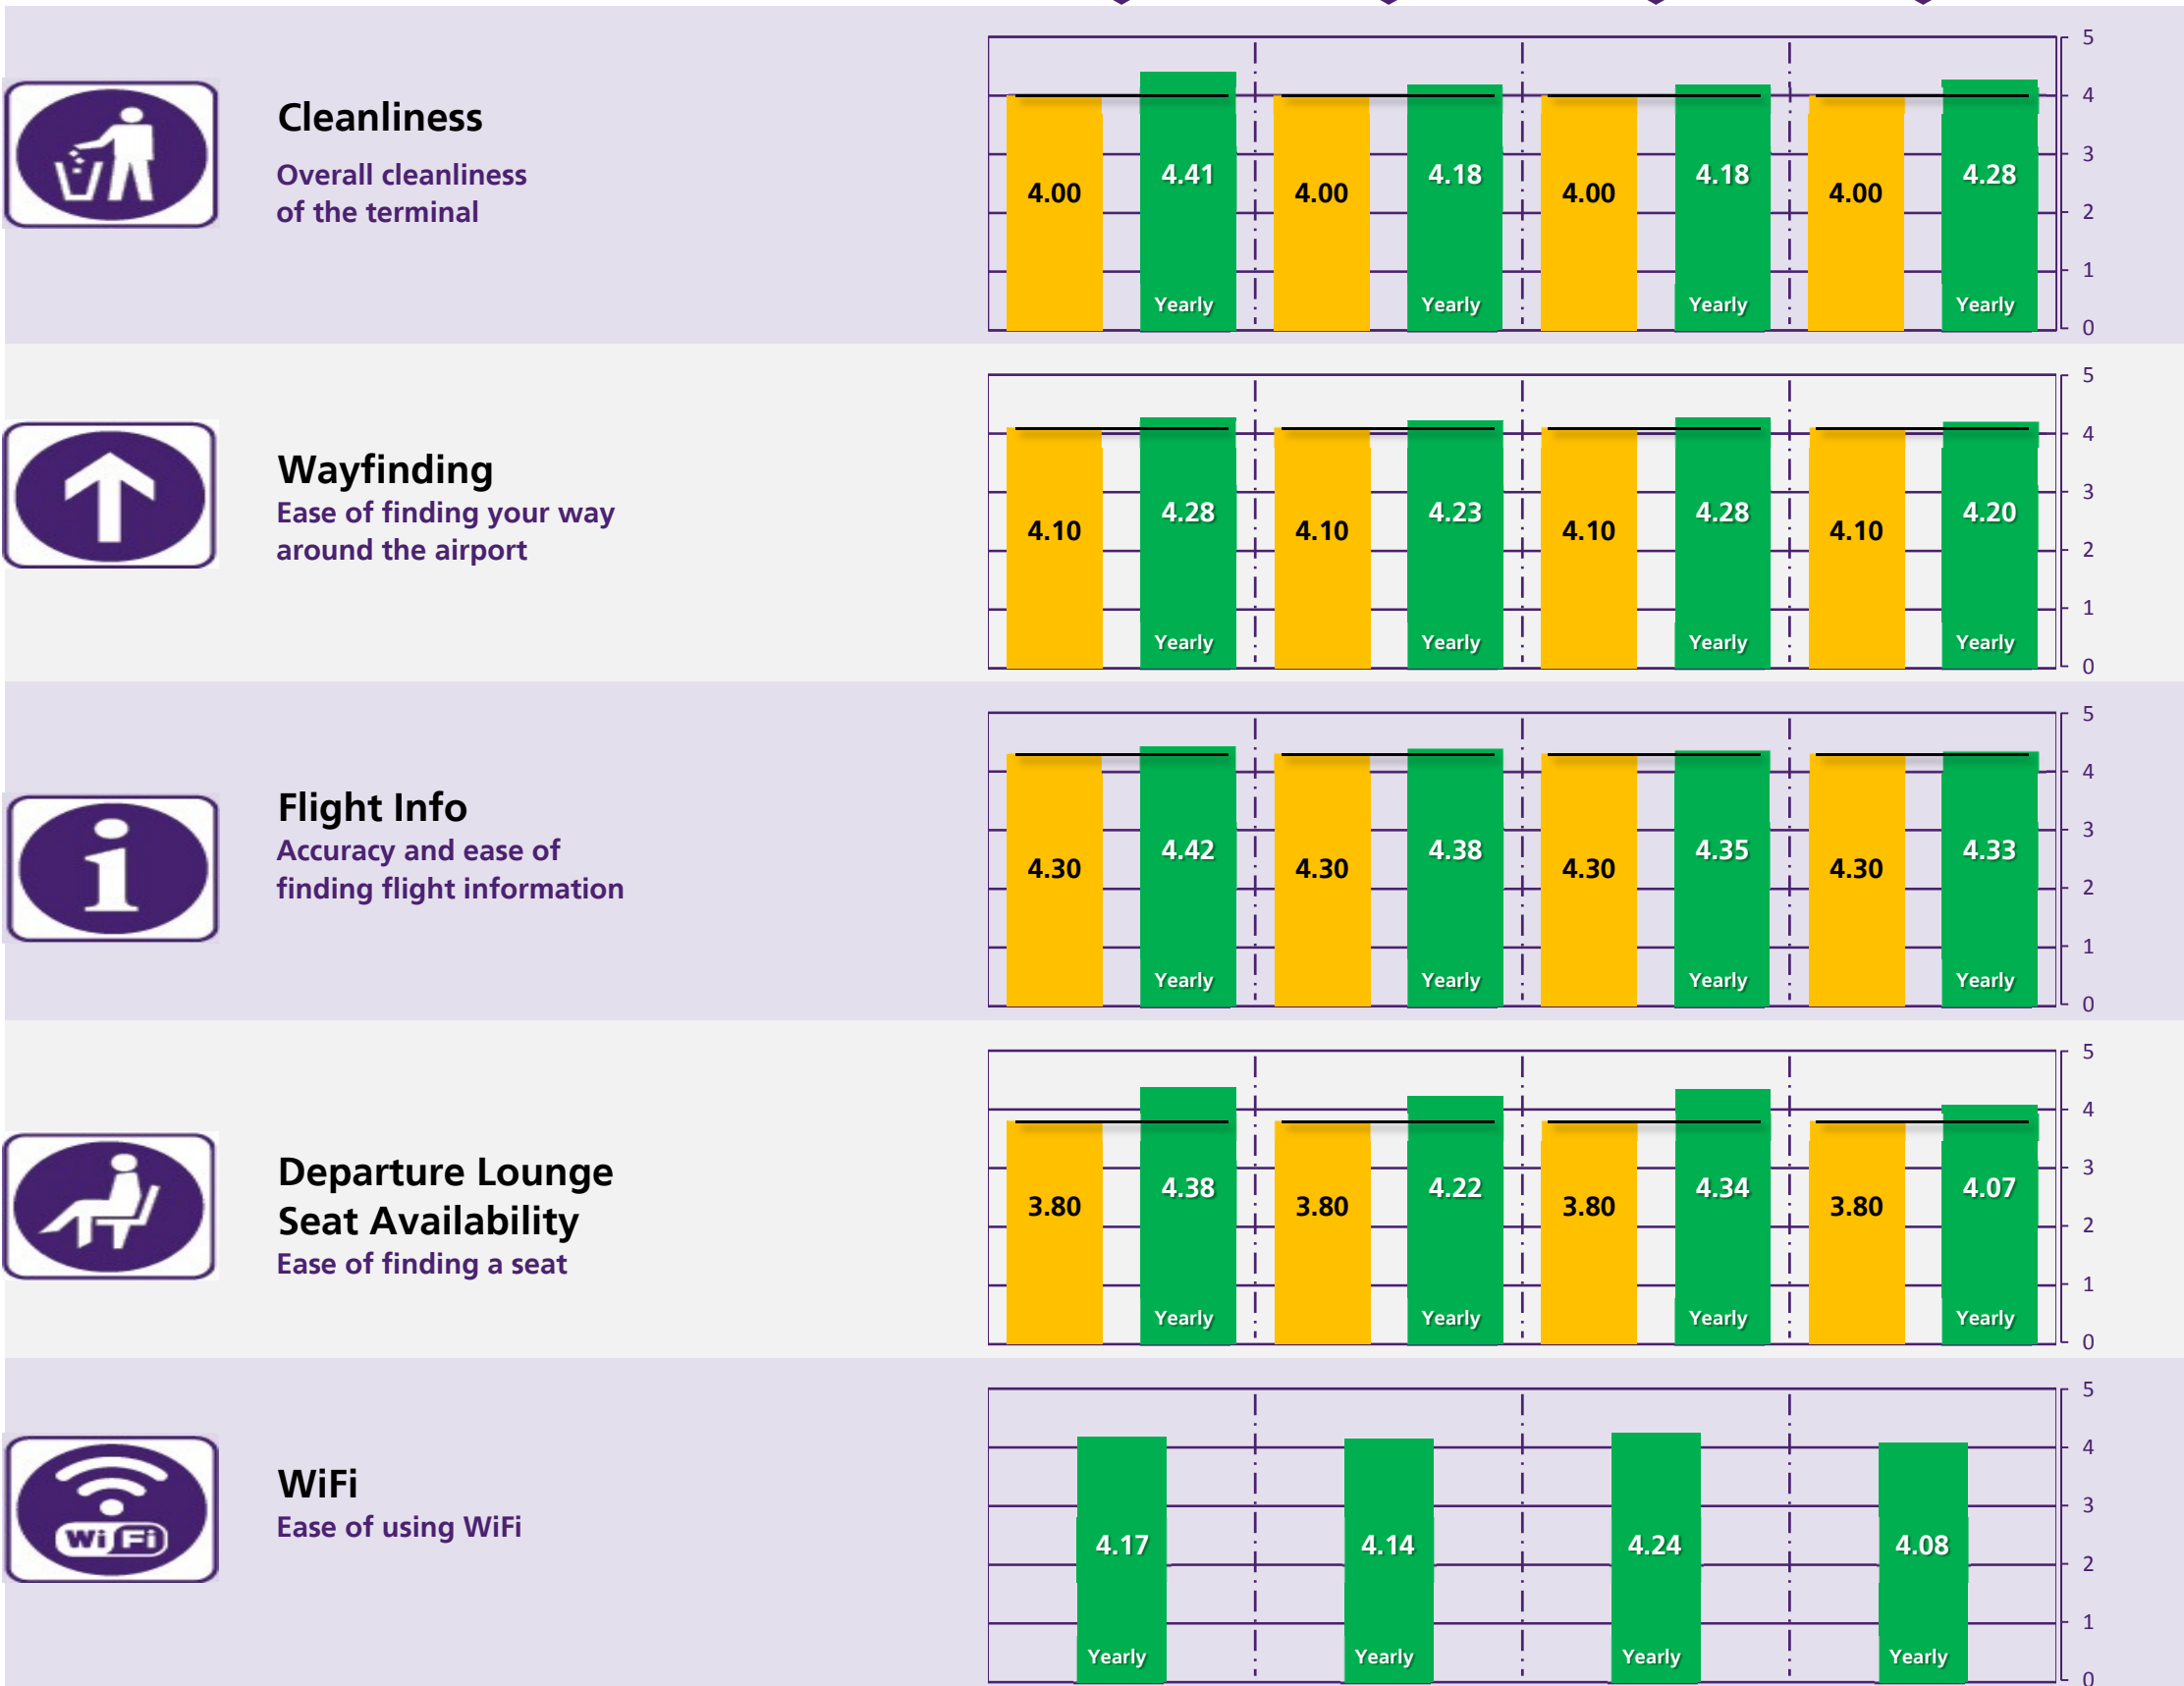 Cleanliness
Overall cleanliness
of the terminal
4.00 4.41 4.00 4.18 4.00 4.18 4.00 4.28
Yearly Yearly Yearly Yearly
5
4
3
2
1
0
Wayfinding
Ease of finding your way
around the airport
4.10 4.28 4.10 4.23 4.10 4.28 4.10 4.20
Yearly Yearly Yearly Yearly
5
4
3
2
1
0
Flight Info
Accuracy and ease of
finding flight information
4.30 4.42 4.30 4.38 4.30 4.35 4.30 4.33
Yearly Yearly Yearly Yearly
5
4
3
2
1
0
Departure Lounge
Seat Availability
Ease of finding a seat
3.80 4.38 3.80 4.22 3.80 4.34 3.80 4.07
Yearly Yearly Yearly Yearly
5
4
3
2
1
0
WiFi
WiFi
Ease of using WiFi
4.17 4.14 4.24 4.08
Yearly Yearly Yearly Yearly
5
4
3
2
1
0